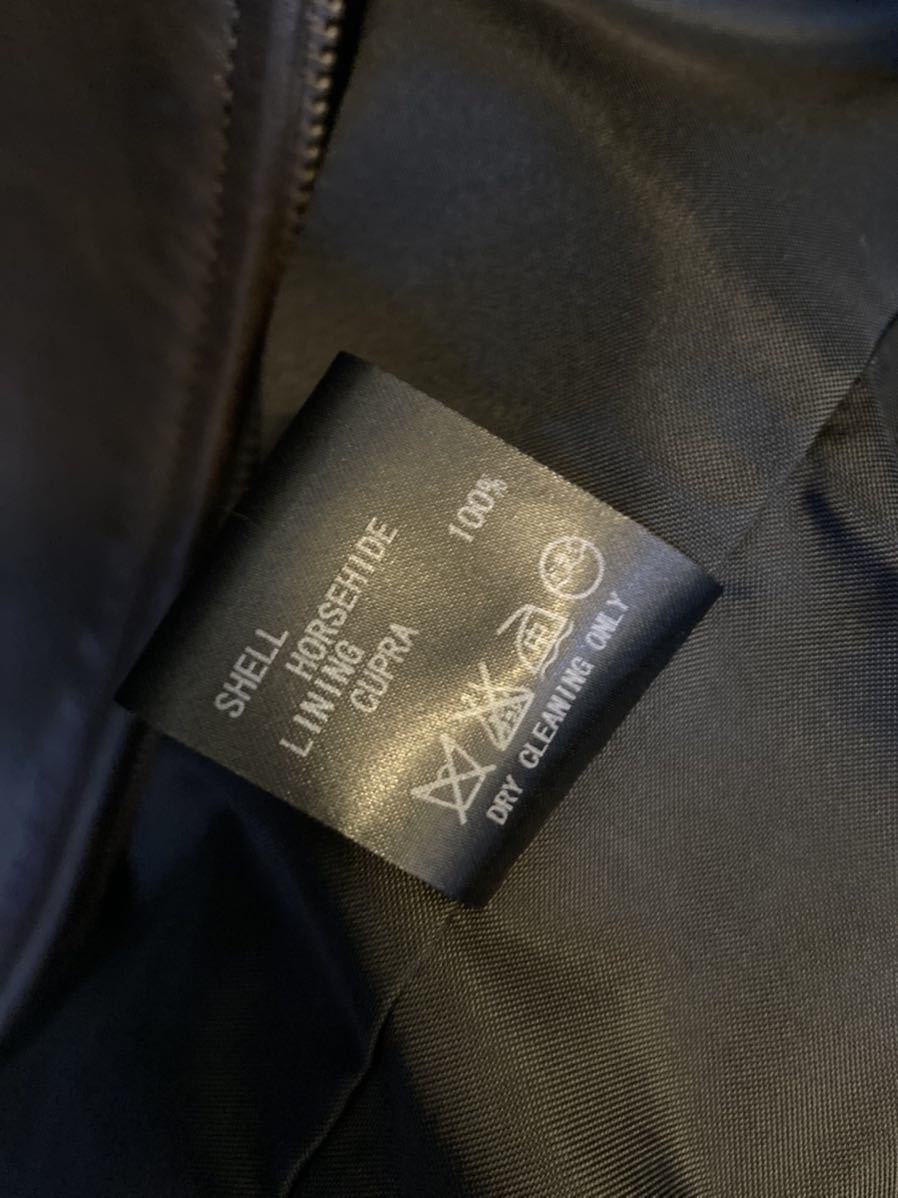 SHELL
HORSEHIDE
LINING
CUPRA 100%
DRY CLEANING ONLY